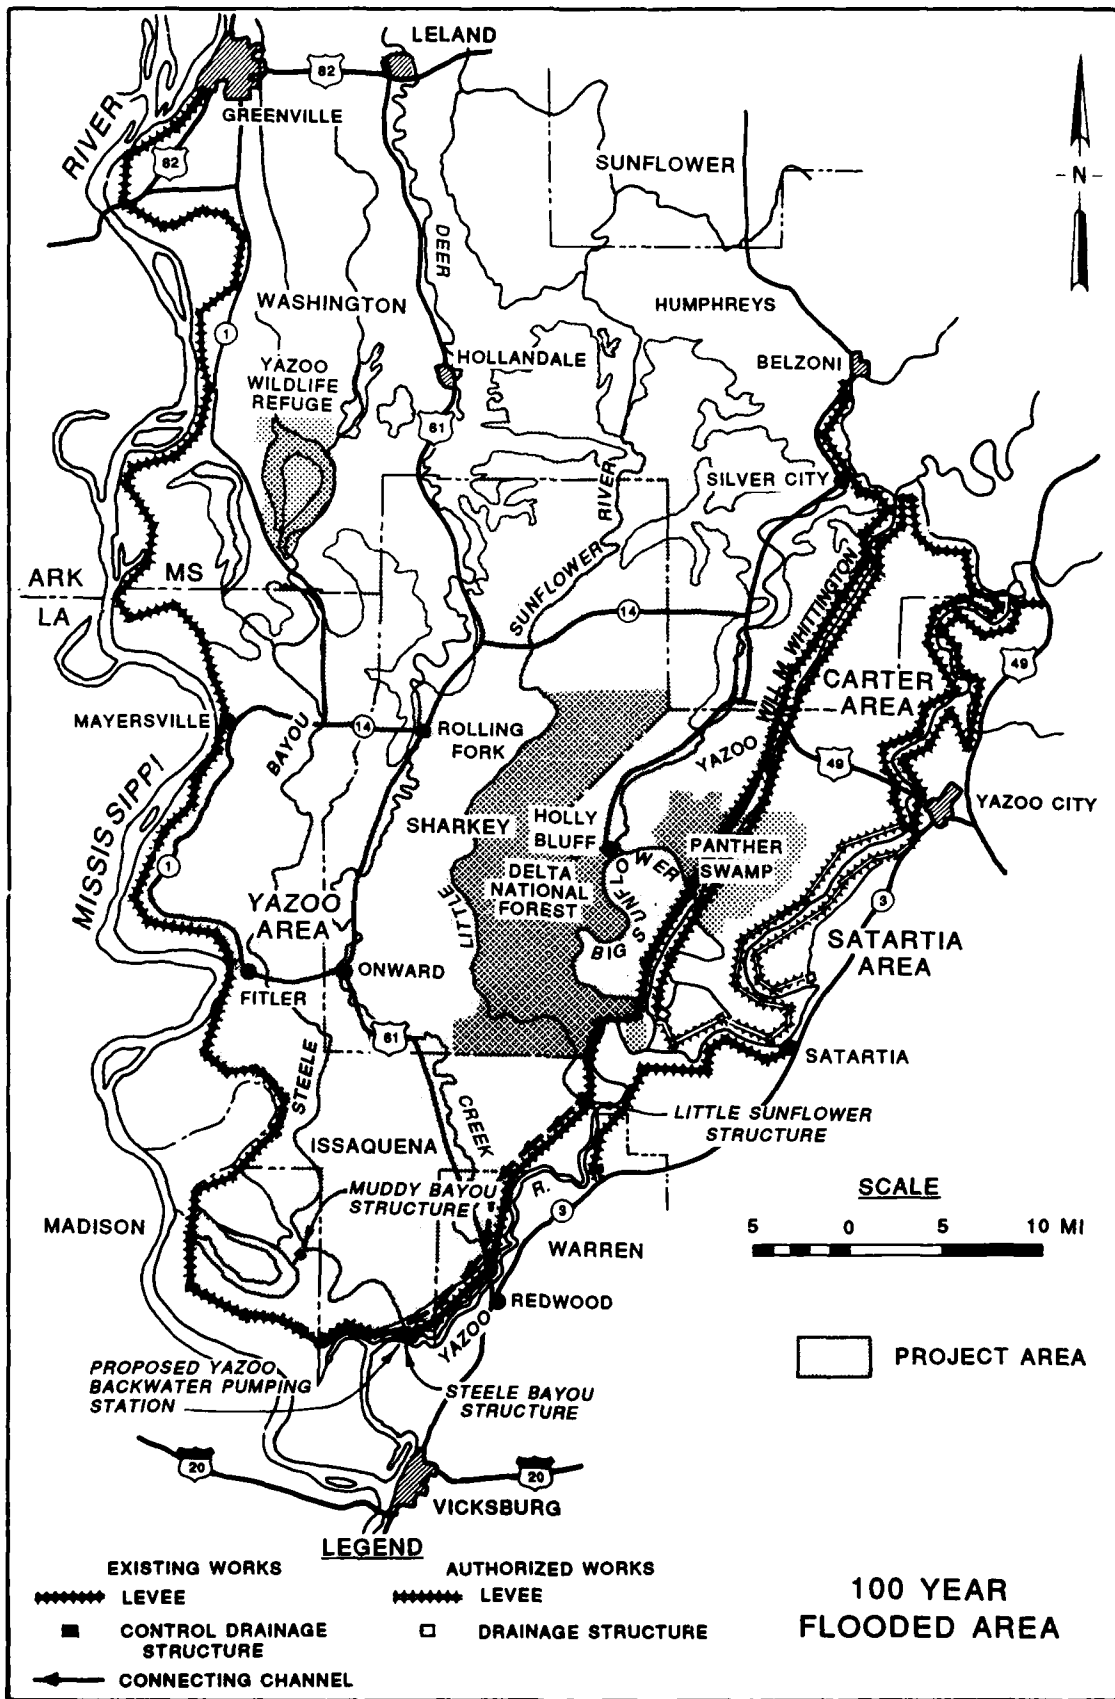 LELAND
82
GREENVILLE
RIVER
82
SUNFLOWER
N
DEER
WASHINGTON
HUMPHREYS
1
HOLLANDALE
BELZONI
YAZOO
WILDLIFE
REFUGE
61
SILVER CITY
RIVER
SUNFLOWER
ARK
MS
LA
14
WILL M. WHITTINGTON
49
CARTER
AREA
MAYERSVILLE
14
BAYOU
ROLLING
FORK
YAZOO
49
YAZOO CITY
MISSISSIPPI
SHARKEY
HOLLY
BLUFF
PANTHER
SWAMP
1
LITTLE
DELTA
NATIONAL
FOREST
BIG SUNFLOWER
3
YAZOO
AREA
SATARTIA
AREA
FITLER
ONWARD
61
SATARTIA
STEELE
CREEK
LITTLE SUNFLOWER
STRUCTURE
ISSAQUENA
MUDDY BAYOU
STRUCTURE
R.
3
SCALE
5 0 5 10 MI
MADISON
WARREN
REDWOOD
YAZOO
PROJECT AREA
PROPOSED YAZOO
BACKWATER PUMPING
STATION
STEELE BAYOU
STRUCTURE
20
20
VICKSBURG
LEGEND
EXISTING WORKS
LEVEE
CONTROL DRAINAGE
STRUCTURE
CONNECTING CHANNEL
AUTHORIZED WORKS
LEVEE
DRAINAGE STRUCTURE
100 YEAR
FLOODED AREA